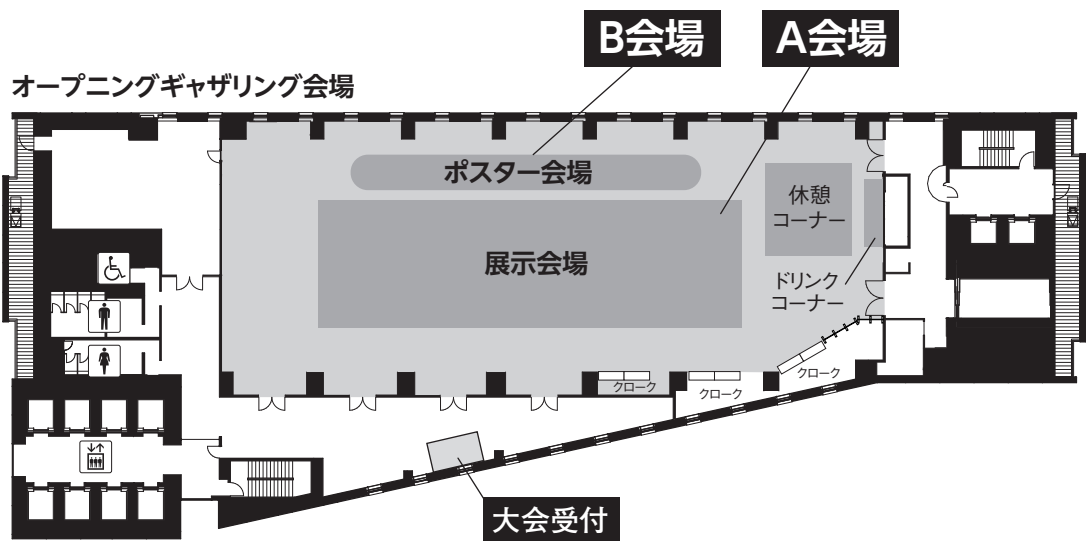 B会場
A会場
オープニングギャザリング会場
ポスター会場
休憩
コーナー
展示会場
ドリンク
コーナー
クローク
クローク
クローク
大会受付